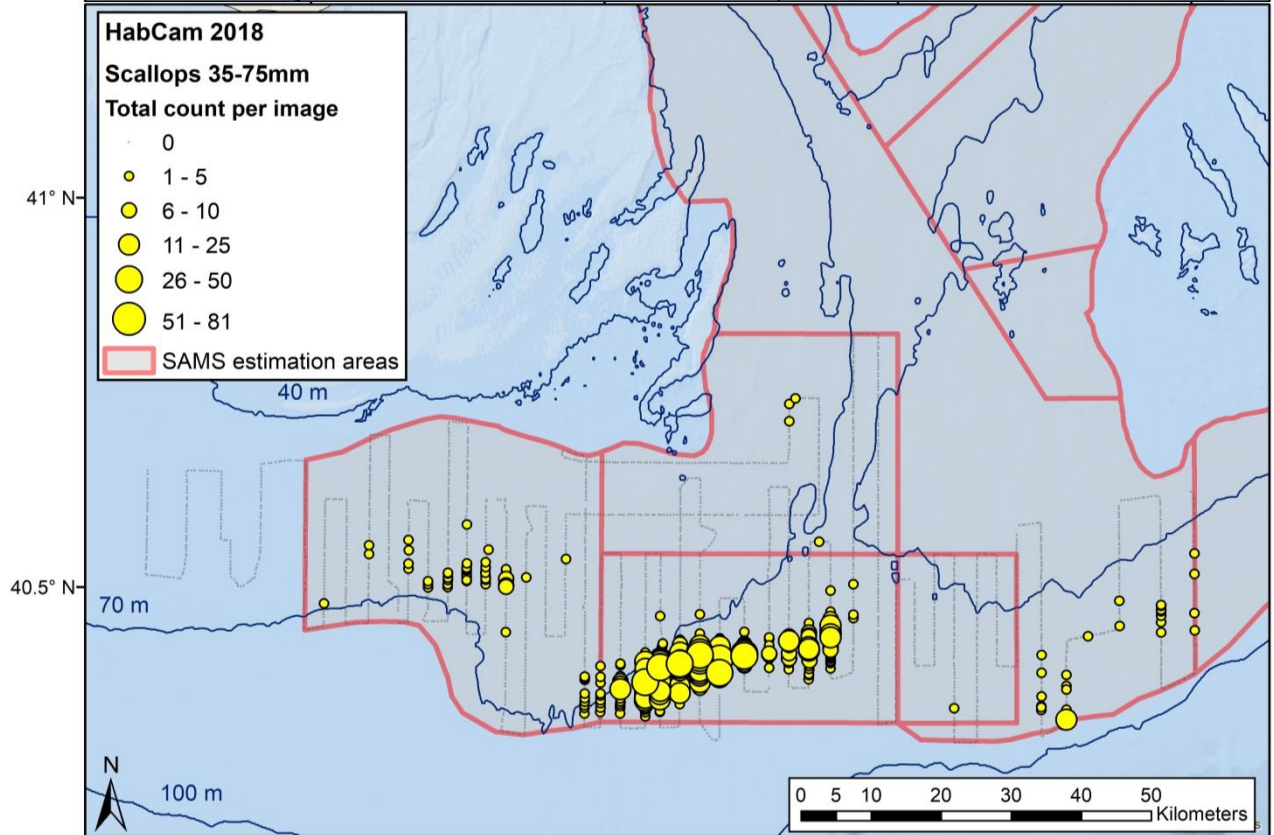 HabCam 2018
Scallops 35-75mm
Total count per image
0
1 - 5
6 - 10
11 - 25
26 - 50
51 - 81
SAMS estimation areas
41° N
40 m
40.5° N
70 m
N
100 m
0 5 10 20 30 40 50
Kilometers